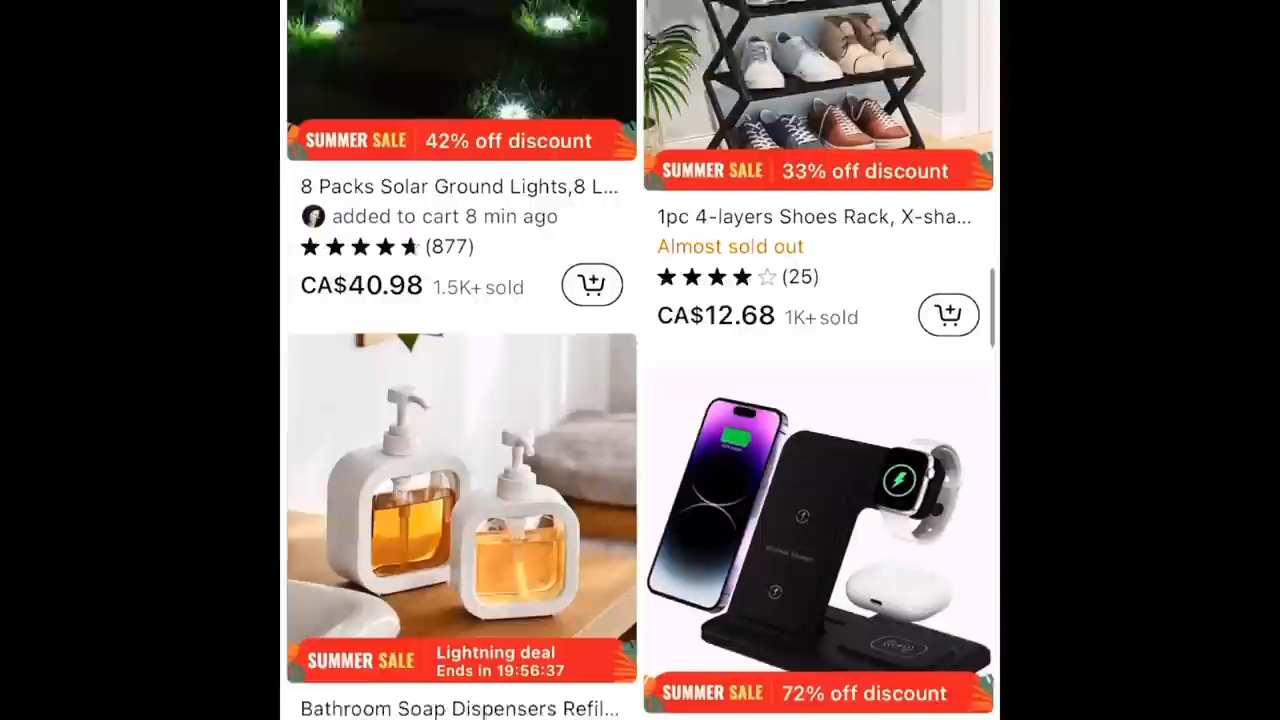 SUMMER SALE 42% off discount
8 Packs Solar Ground Lights,8 L...
added to cart 8 min ago
(877)
CA$40.98 1.5K+ sold
SUMMER SALE 33% off discount
1pc 4-layers Shoes Rack, X-sha...
Almost sold out
(25)
CA$12.68 1K+ sold
SUMMER SALE Lightning deal
Ends in 19:56:37
Bathroom Soap Dispensers Refil...
SUMMER SALE 72% off discount